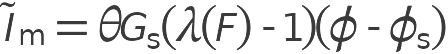 Ĩm = θGs(λ(F) - 1)(ϕ - ϕs)